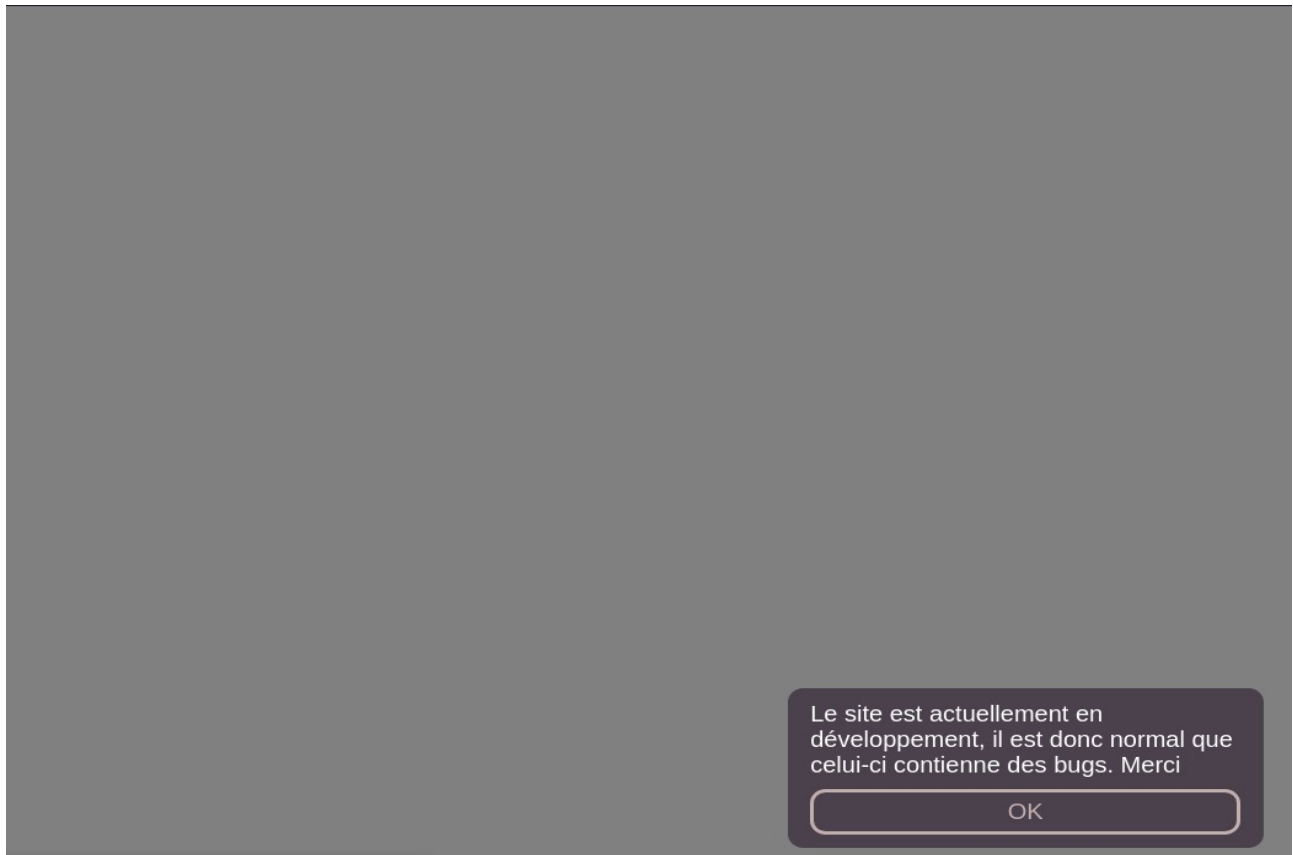 Le site est actuellement en
développement, il est donc normal que
celui-ci contienne des bugs. Merci
OK